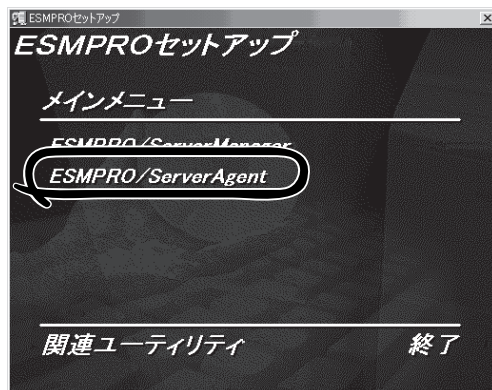 ESMPROセットアップ
ESMPROセットアップ
メインメニュー
ESMPRO/ServerManager
ESMPRO/ServerAgent
関連ユーティリティ
終了